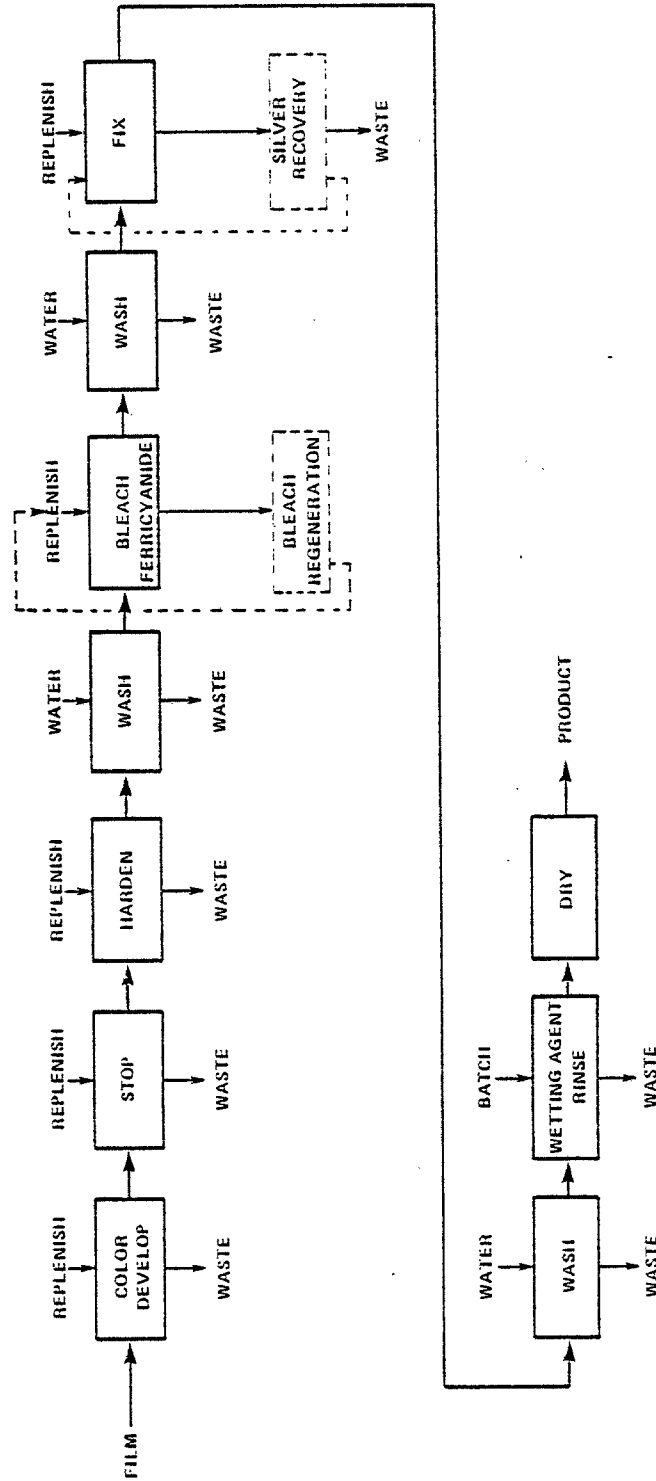 REPLENISH
REPLENISH
REPLENISH
WATER
REPLENISH
WATER
REPLENISH
FILM
COLOR
DEVELOP
STOP
HARDEN
WASH
BLEACH
FERRICYANIDE
WASH
FIX
WASTE
WASTE
WASTE
WASTE
BLEACH
REGENERATION
WASTE
SILVER
RECOVERY
WASTE
WATER
BATCH
WASH
WETTING AGENT
RINSE
DRY
PRODUCT
WASTE
WASTE